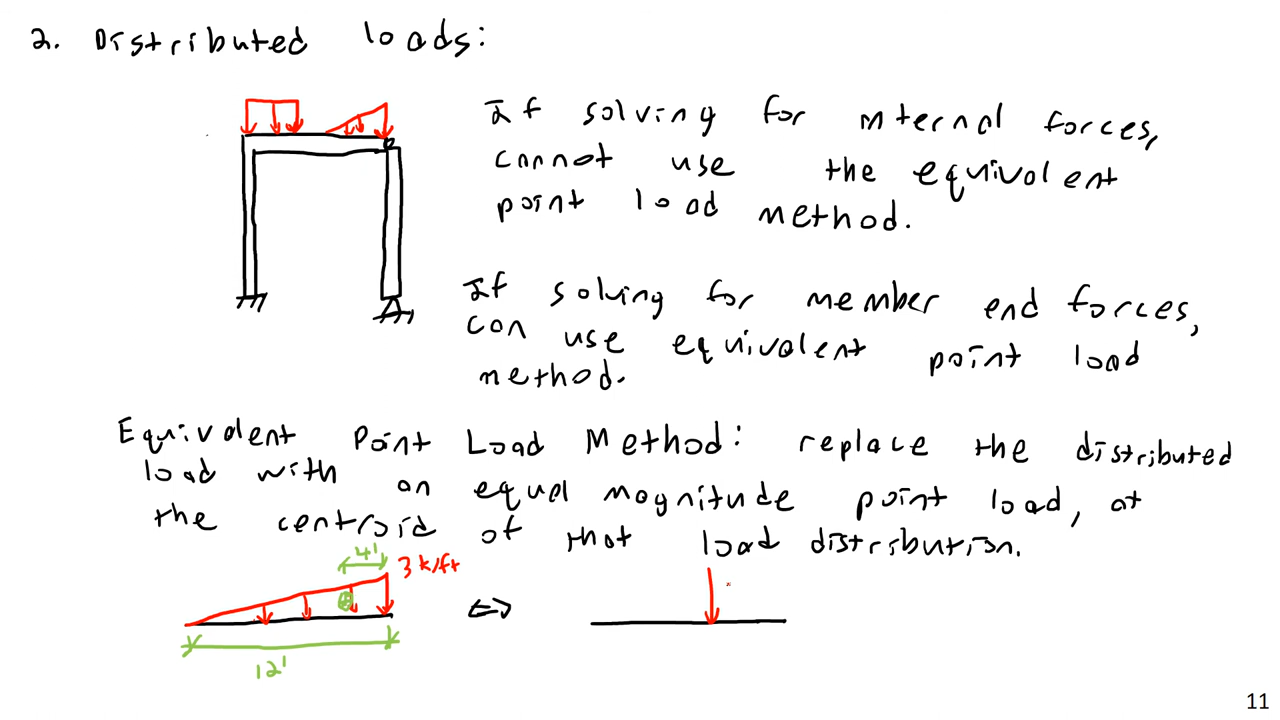 2. Distributed loads:
If solving for internal forces,
cannot use the equivalent
point load method.
If solving for member end forces,
can use equivalent point load
method.
Equivalent Point Load Method: replace the distributed
load with an equal magnitude point load, at
the centroid of that load distribution.
4'
3 k/ft
12'
11